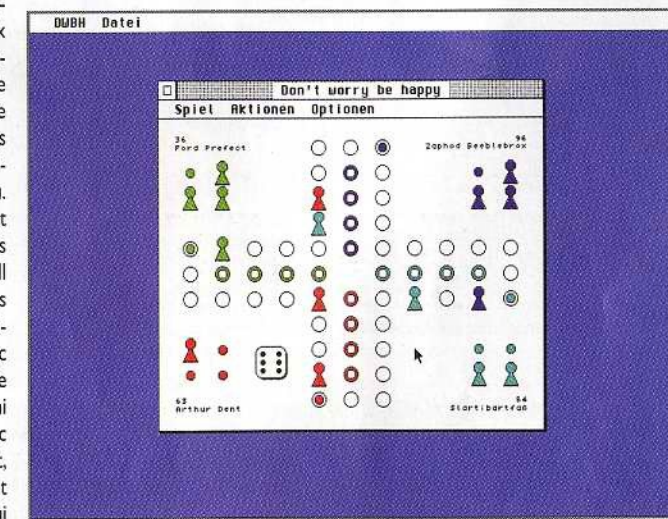 DWBH Datei
Don't worry be happy
Spiel Aktionen Optionen
36
Ford Prefect
96
Zaphod Beeblebrox
63
Arthur Dent
Slartibartfaß